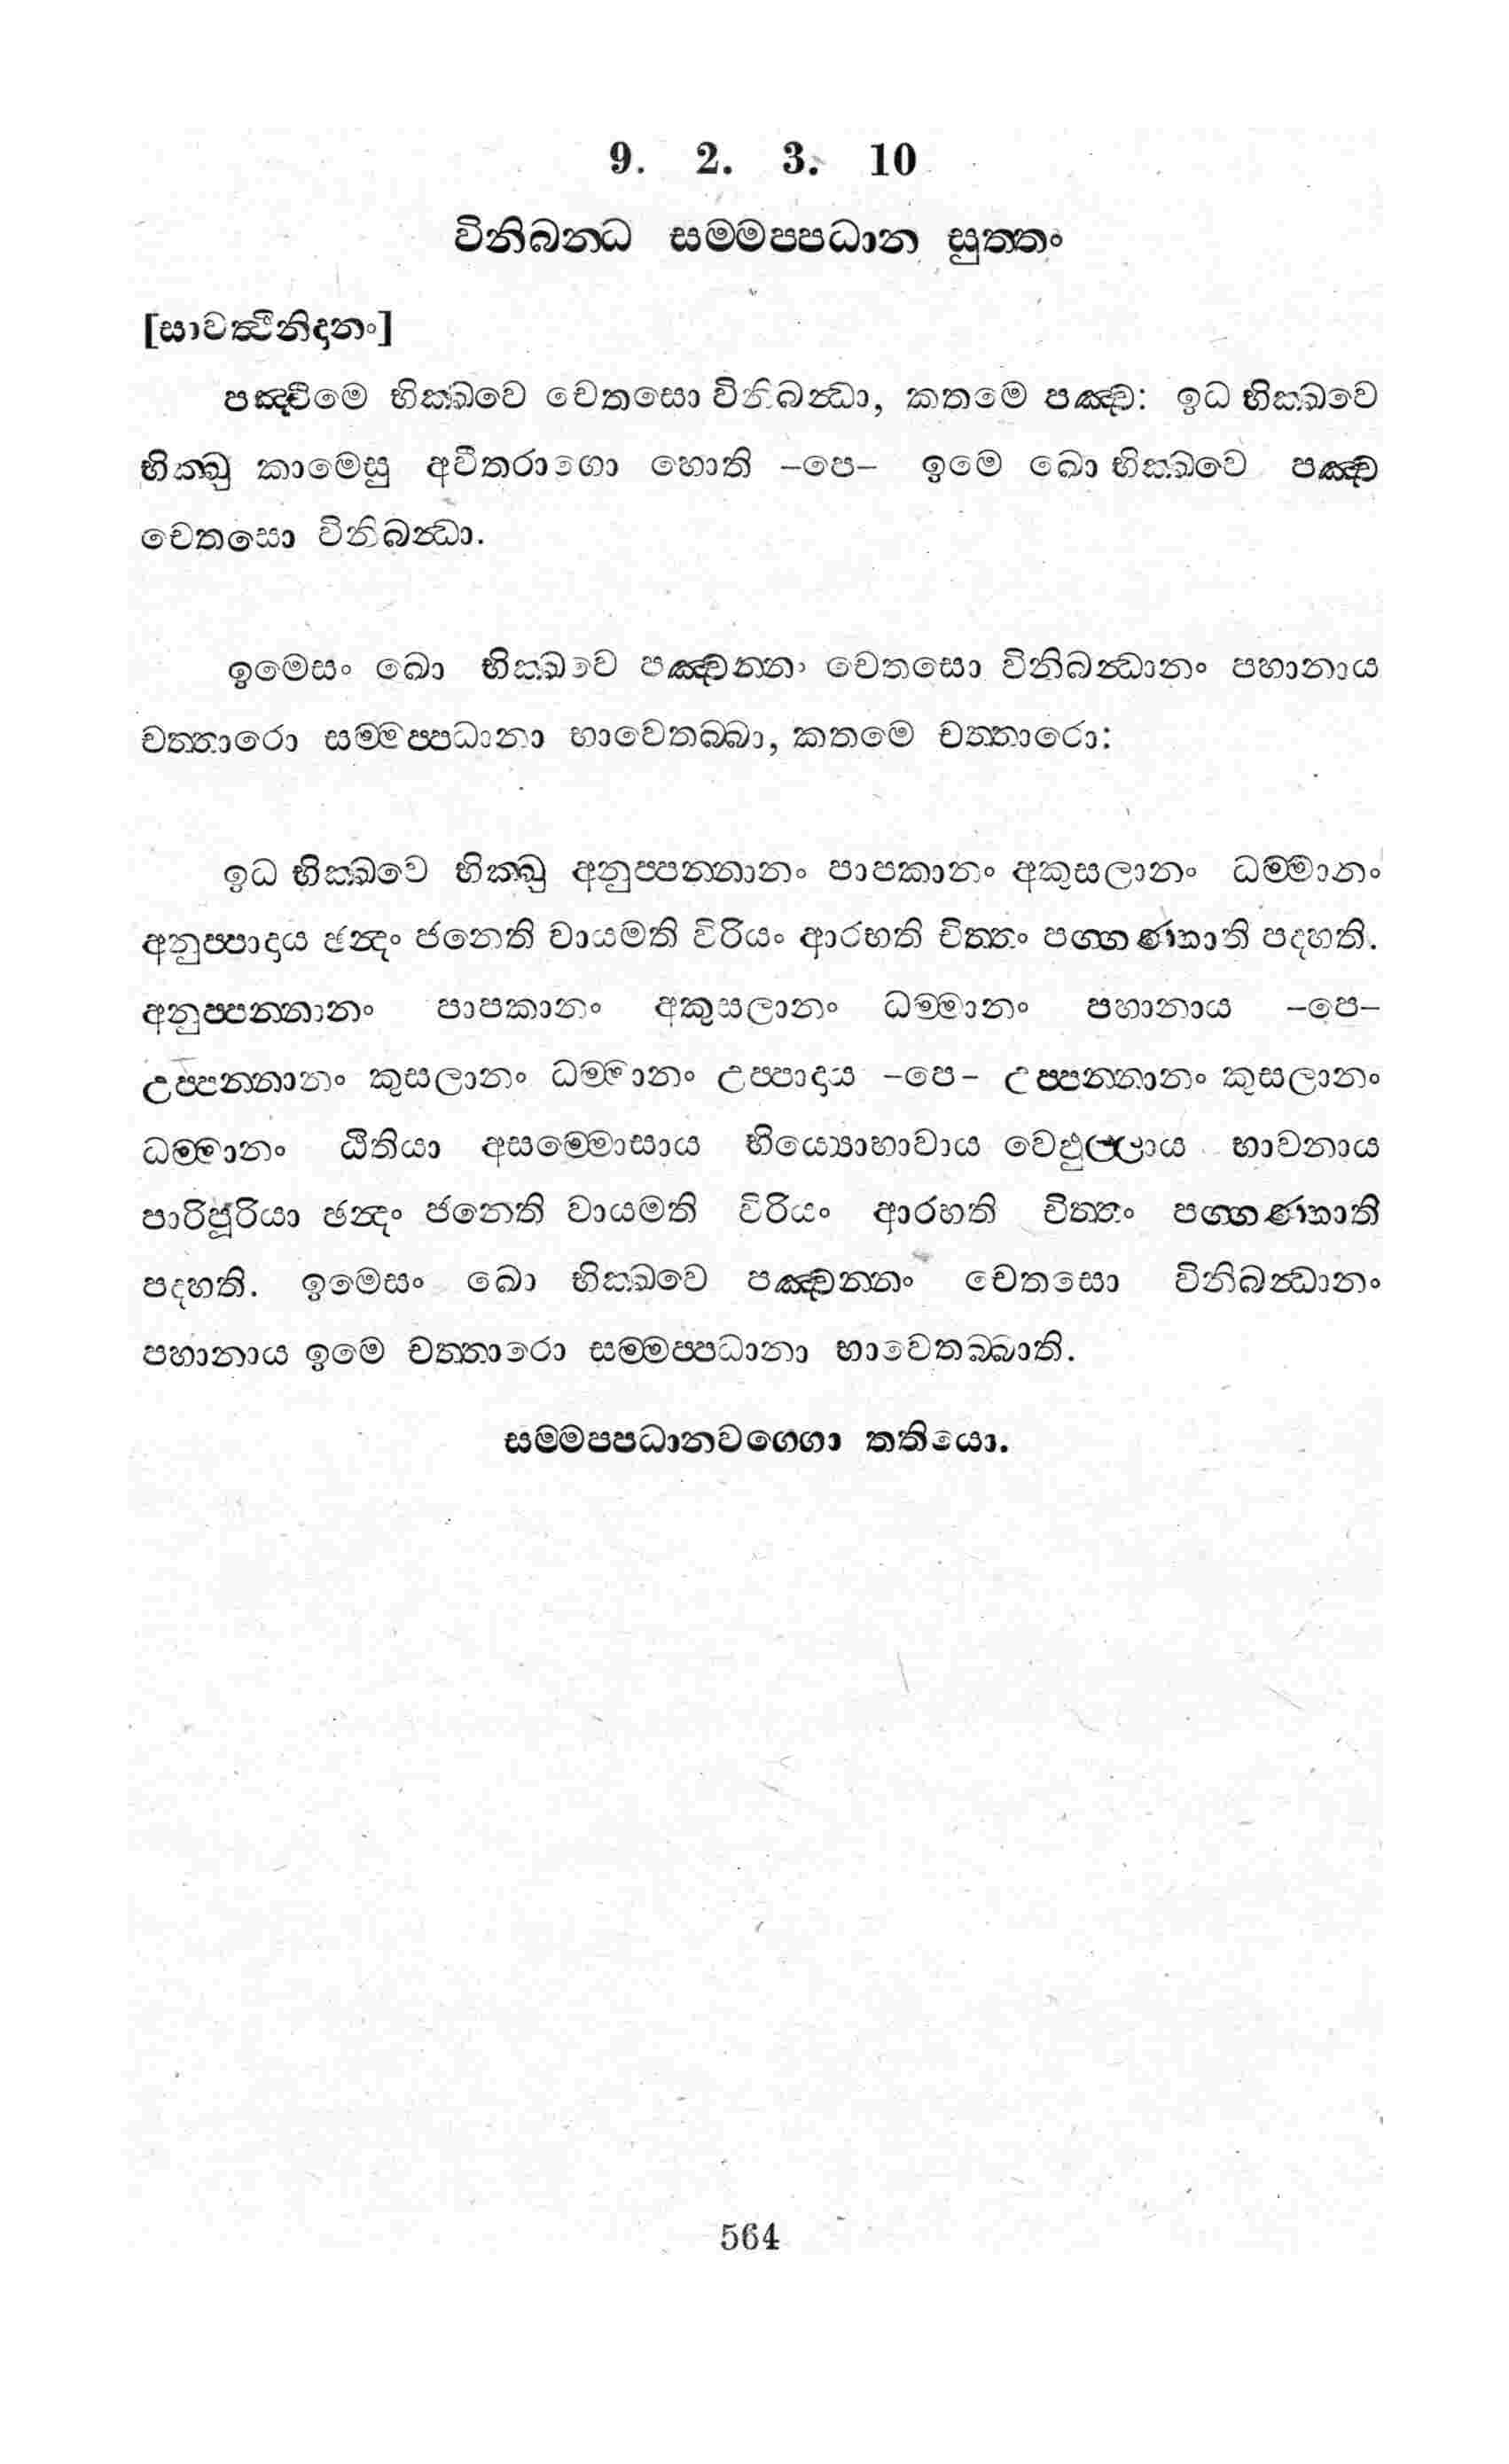 9. 2. 3. 10
විනිබන්ධ සම්මප්පධාන සුත්තං
[සාවත්ථිනිදානං]
පඤ්චිමෙ භික්ඛවෙ චෙතසො විනිබන්ධා, කතමෙ පඤ්ච: ඉධ භික්ඛවෙ
භික්ඛු කාමෙසු අවීතරාගො හොති –පෙ– ඉමෙ ඛො භික්ඛවෙ පඤ්ච
චෙතසො විනිබන්ධා.
ඉමෙසං ඛො භික්ඛවෙ පඤ්චන්නං චෙතසො විනිබන්ධානං පහානාය
චත්තාරො සම්මප්පධානා භාවෙතබ්බා, කතමෙ චත්තාරො:
ඉධ භික්ඛවෙ භික්ඛු අනුප්පන්නානං පාපකානං අකුසලානං ධම්මානං
අනුප්පාදාය ඡන්දං ජනෙති වායමති විරියං ආරභති චිත්තං පග්ගණ්හාති පදහති.
අනුප්පන්නානං පාපකානං අකුසලානං ධම්මානං පහානාය –පෙ–
උප්පන්නානං කුසලානං ධම්මානං උප්පාදාය –පෙ– උප්පන්නානං කුසලානං
ධම්මානං ඨිතියා අසම්මොසාය භිය්‍යොභාවාය වෙපුල්ලාය භාවනාය
පාරිපූරියා ඡන්දං ජනෙති වායමති විරියං ආරහති චිත්තං පග්ගණ්හාති
පදහති. ඉමෙසං ඛො භික්ඛවෙ පඤ්චන්නං චෙතසො විනිබන්ධානං
පහානාය ඉමෙ චත්තාරො සම්මප්පධානා භාවෙතබ්බාති.
සම්මප්පධානවග්ගො තතියො.
564